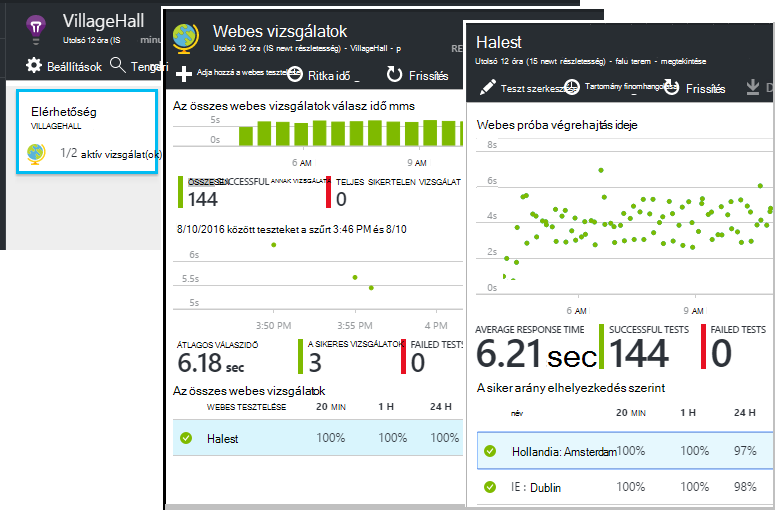 VillageHall
Utolsó 12 óra (IS minu
Beállítások
Elérhetőség
VILLAGEHALL
1/2 aktív vizsgálat(ok)
Webes vizsgálatok
Utolsó 12 óra (IS newt részletesség) - VillageHall - p
Adja hozzá a webes tesztelése
Ritka idő _
Frissítés
Az összes webes vizsgálatok válasz idő mms
5s
0s
6 AM
9 AM
SUCCESSFUL ANNAK VIZSGÁLATA
144
TELJES SIKERTELEN VIZSGÁLAT
0
8/10/2016 között teszteket a szűrt 3:46 PM és 8/10
6s
5.5s
5s
3:50 PM
3:55 PM
4 PM
ÁTLAGOS VÁLASZIDŐ
6.18 sec
A SIKERES VIZSGÁLATOK
3
FAILED TESTS
0
Az összes webes vizsgálatok
WEBES TESZTELÉSE 20 MIN 1 H 24 H
Halest 100% 100% 100%
Halest
Utolsó 12 óra (15 newt részletesség) - falu terem - megtekintése
Teszt szerkesztése
Tartomány finomhangolása _
Frissítés
D
Webes próba végrehajtás ideje
8s
6s
4s
2s
0s
6 AM
9 AM
AVERAGE RESPONSE TIME
6.21 sec
SUCCESSFUL TESTS
144
FAILED TESTS
0
A siker arány elhelyezkedés szerint
név 20 MIN 1 H 24 H
Hollandia: Amsterdam 100% 100% 97%
IE : Dublin 100% 100% 98%